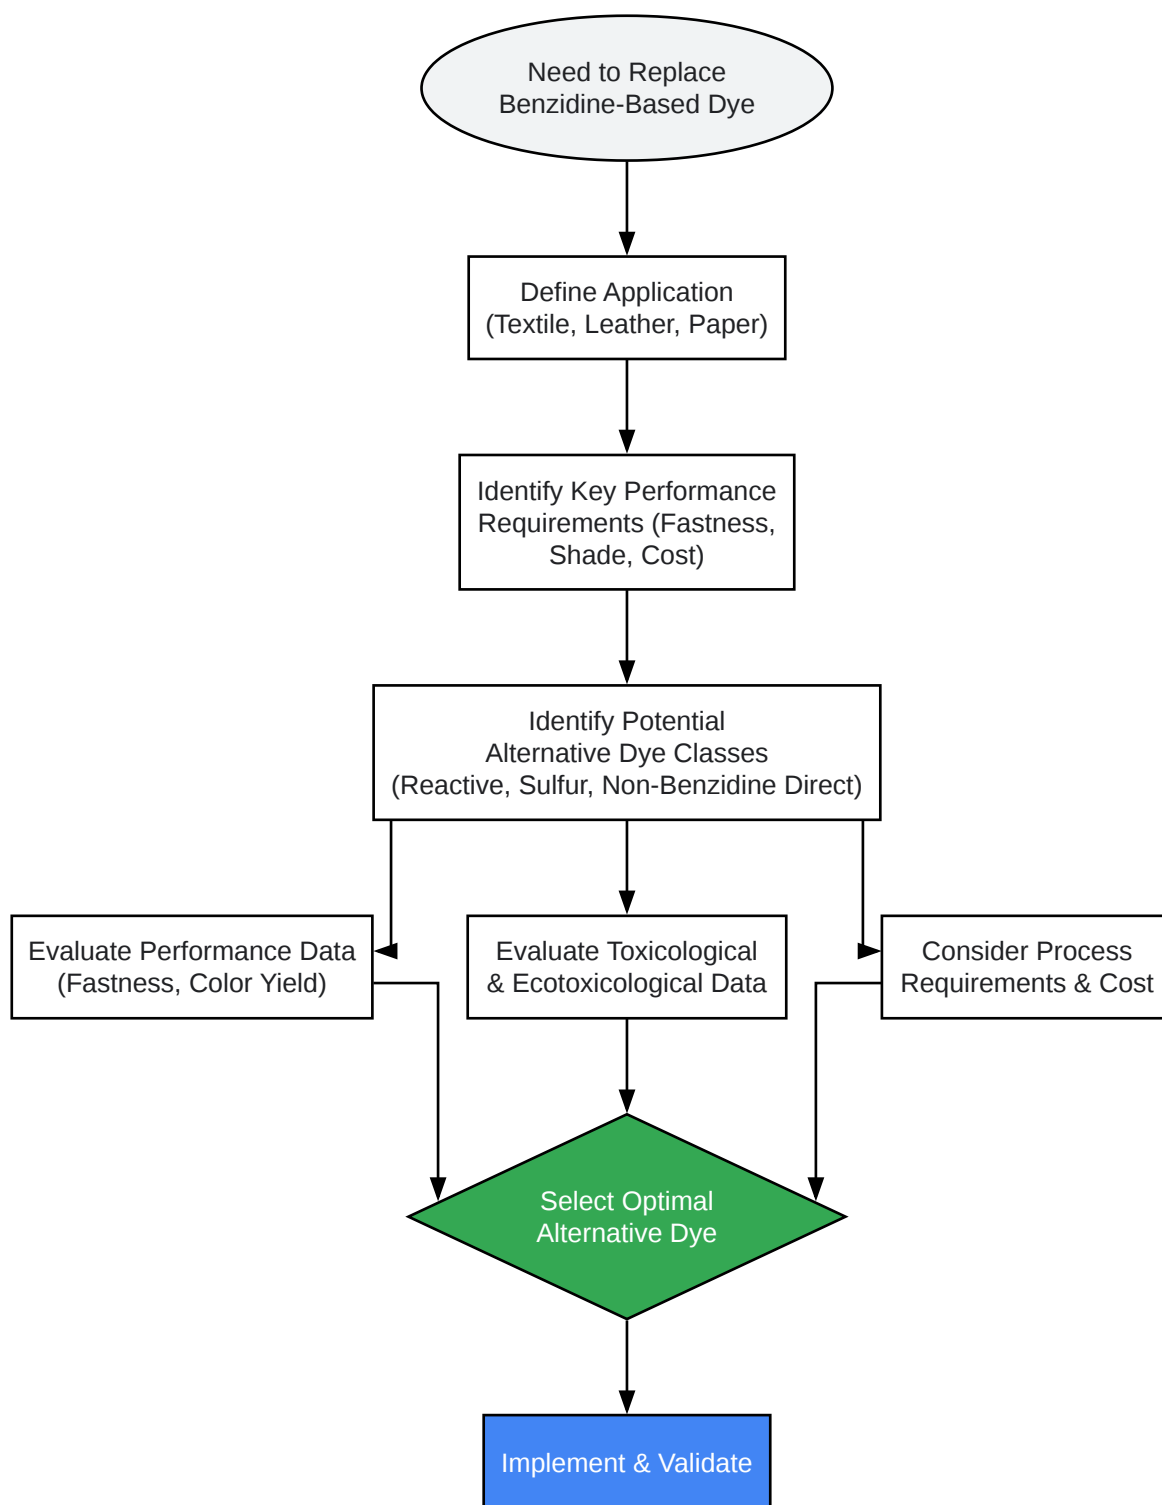 Need to Replace
Benzidine-Based Dye
Define Application
(Textile, Leather, Paper)
Identify Key Performance
Requirements (Fastness,
Shade, Cost)
Identify Potential
Alternative Dye Classes
(Reactive, Sulfur, Non-Benzidine Direct)
Evaluate Performance Data
(Fastness, Color Yield)
Evaluate Toxicological
& Ecotoxicological Data
Consider Process
Requirements & Cost
Select Optimal
Alternative Dye
Implement & Validate